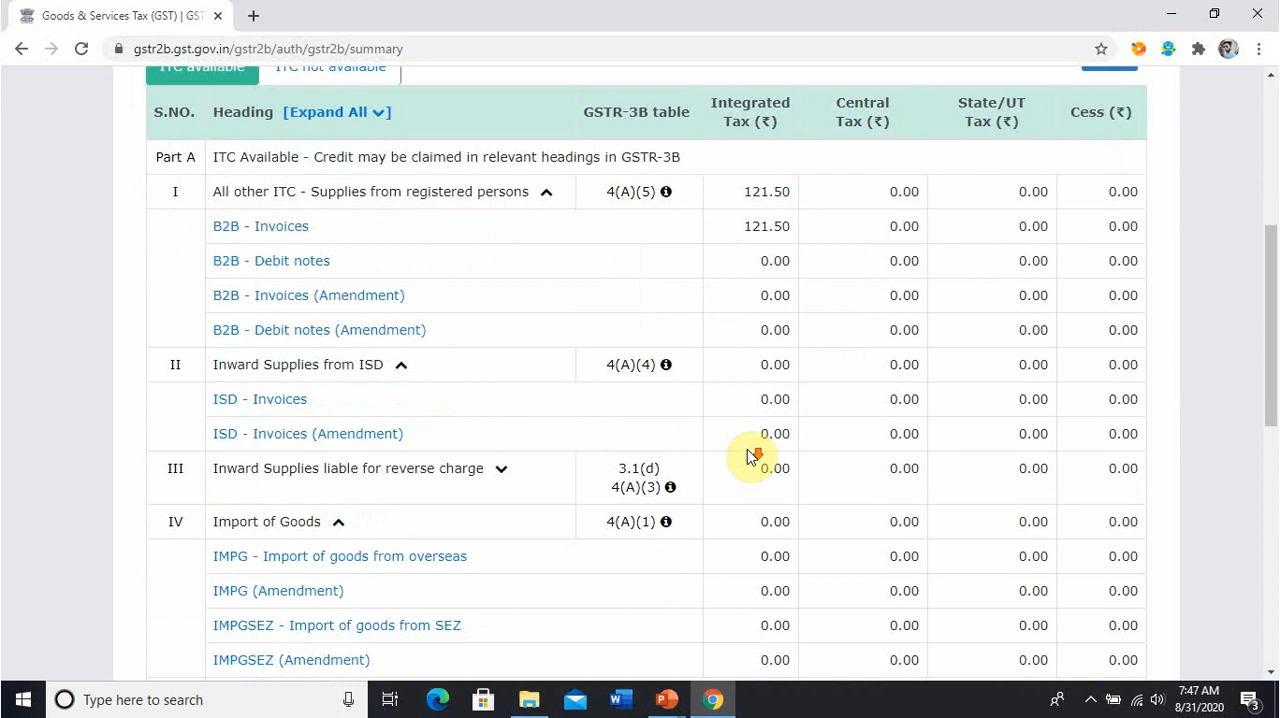 Goods & Services Tax (GST) | GST
gstr2b.gst.gov.in/gstr2b/auth/gstr2b/summary
ITC available ITC not available
S.NO. Heading [Expand All] GSTR-3B table Integrated Tax (₹) Central Tax (₹) State/UT Tax (₹) Cess (₹)
Part A ITC Available - Credit may be claimed in relevant headings in GSTR-3B
I All other ITC - Supplies from registered persons 4(A)(5) 121.50 0.00 0.00 0.00
B2B - Invoices 121.50 0.00 0.00 0.00
B2B - Debit notes 0.00 0.00 0.00 0.00
B2B - Invoices (Amendment) 0.00 0.00 0.00 0.00
B2B - Debit notes (Amendment) 0.00 0.00 0.00 0.00
II Inward Supplies from ISD 4(A)(4) 0.00 0.00 0.00 0.00
ISD - Invoices 0.00 0.00 0.00 0.00
ISD - Invoices (Amendment) 0.00 0.00 0.00 0.00
III Inward Supplies liable for reverse charge 3.1(d) 4(A)(3) 0.00 0.00 0.00 0.00
IV Import of Goods 4(A)(1) 0.00 0.00 0.00 0.00
IMPG - Import of goods from overseas 0.00 0.00 0.00 0.00
IMPG (Amendment) 0.00 0.00 0.00 0.00
IMPGSEZ - Import of goods from SEZ 0.00 0.00 0.00 0.00
IMPGSEZ (Amendment) 0.00 0.00 0.00 0.00
Type here to search
7:47 AM
8/31/2020
3